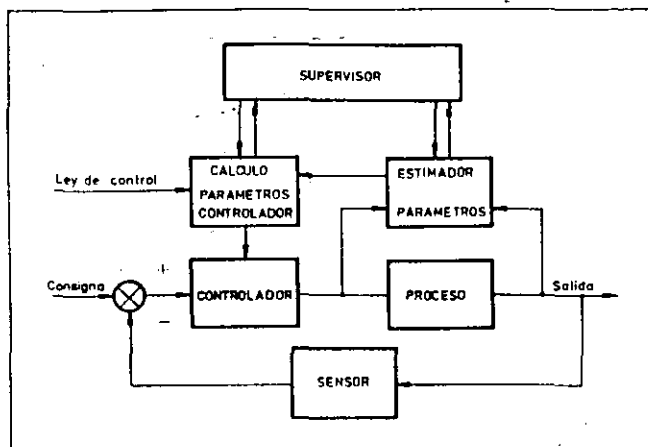 SUPERVISOR
Ley de control
CALCULO
PARAMETROS
CONTROLADOR
ESTIMADOR
PARAMETROS
Consigna
+
−
CONTROLADOR
PROCESO
Salida
SENSOR